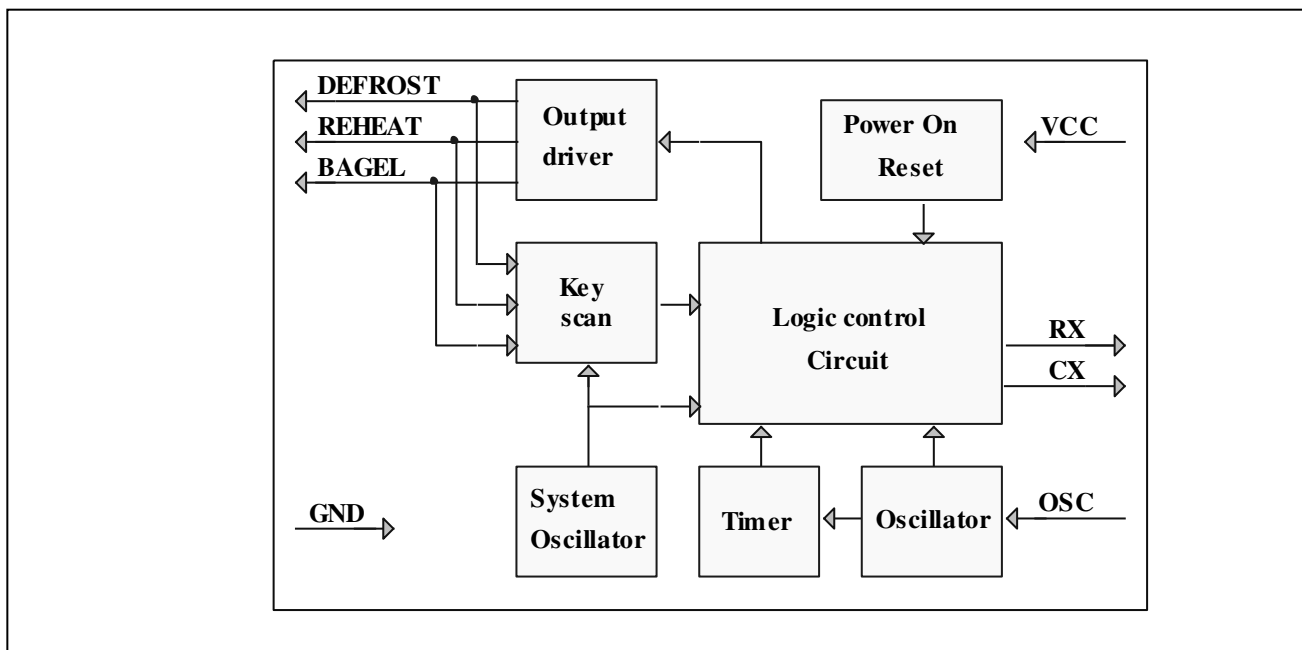 DEFROST
REHEAT
BAGEL
Output
driver
Power On
Reset
VCC
Key
scan
Logic control
Circuit
RX
CX
GND
System
Oscillator
Timer
Oscillator
OSC